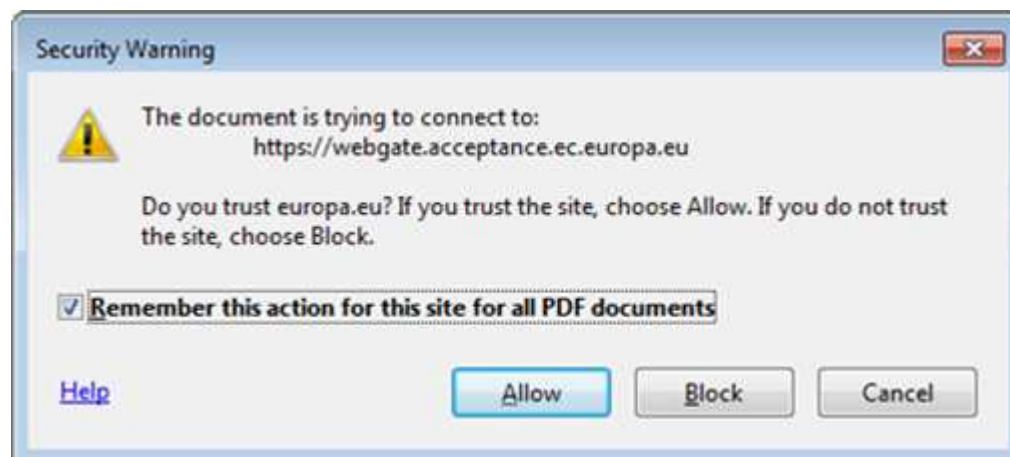 Security Warning
The document is trying to connect to:
https://webgate.acceptance.ec.europa.eu
Do you trust europa.eu? If you trust the site, choose Allow. If you do not trust
the site, choose Block.
Remember this action for this site for all PDF documents
Help
Allow
Block
Cancel